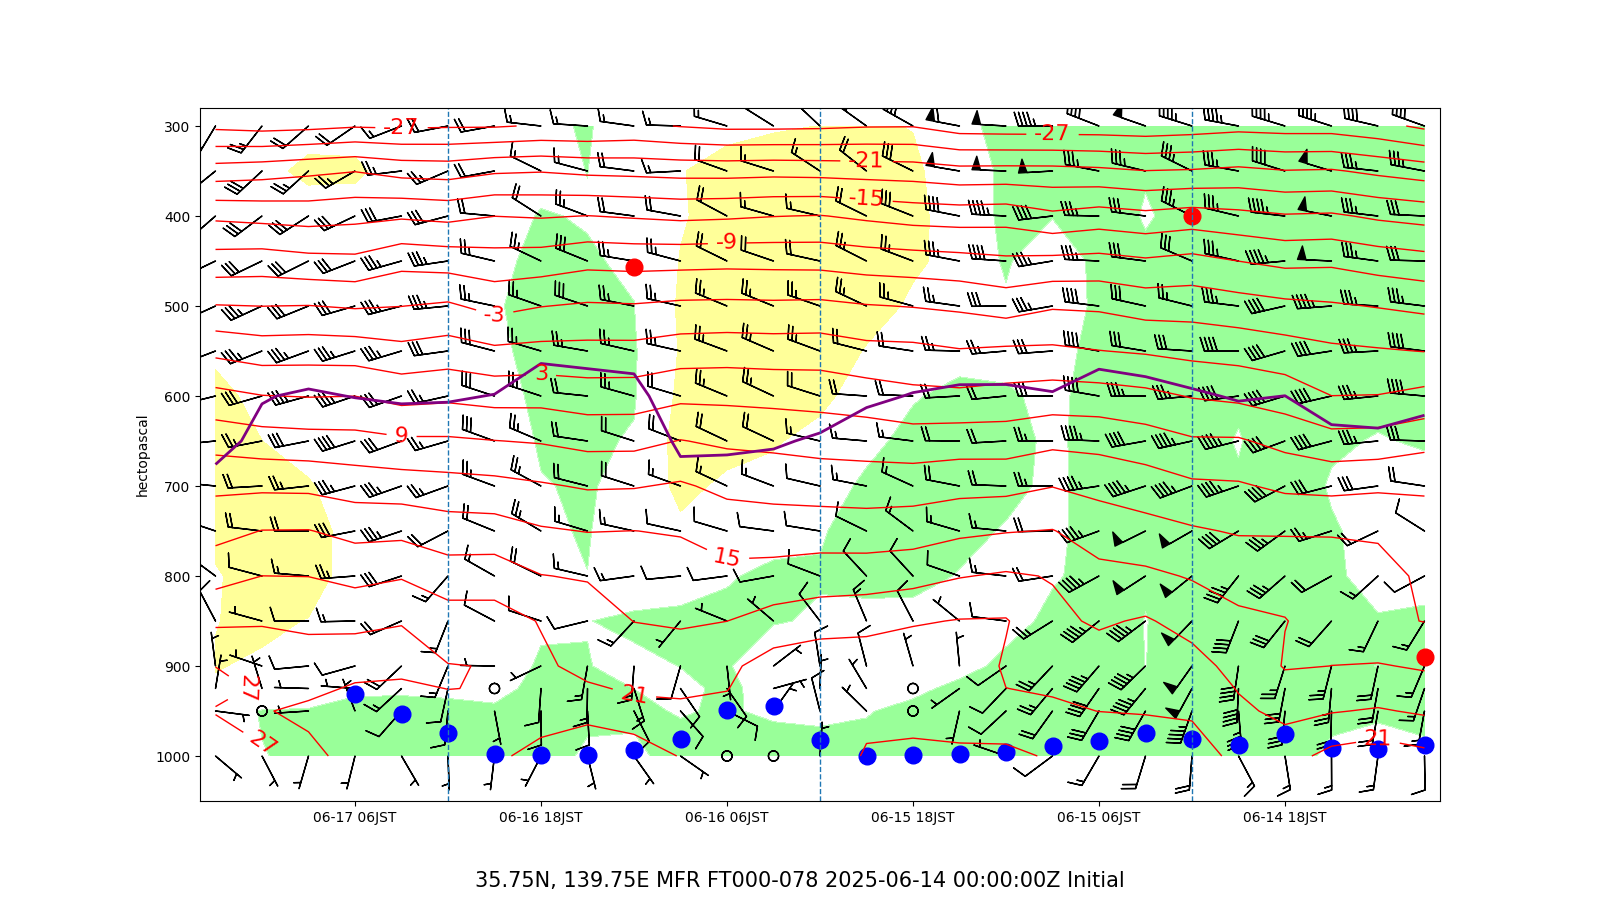 300
400
500
600
700
800
900
1000
hectopascal
-27
-27
-21
-15
-9
-3
3
9
15
27
21
27
21
06-17 06JST
06-16 18JST
06-16 06JST
06-15 18JST
06-15 06JST
06-14 18JST
35.75N, 139.75E MFR FT000-078 2025-06-14 00:00:00Z Initial